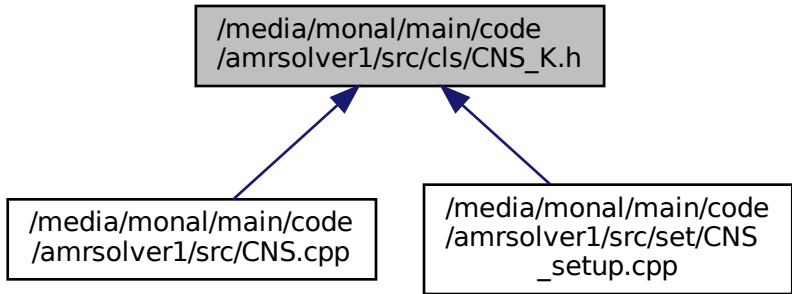 /media/monal/main/code
/amrsolver1/src/cls/CNS_K.h
/media/monal/main/code
/amrsolver1/src/CNS.cpp
/media/monal/main/code
/amrsolver1/src/set/CNS
_setup.cpp